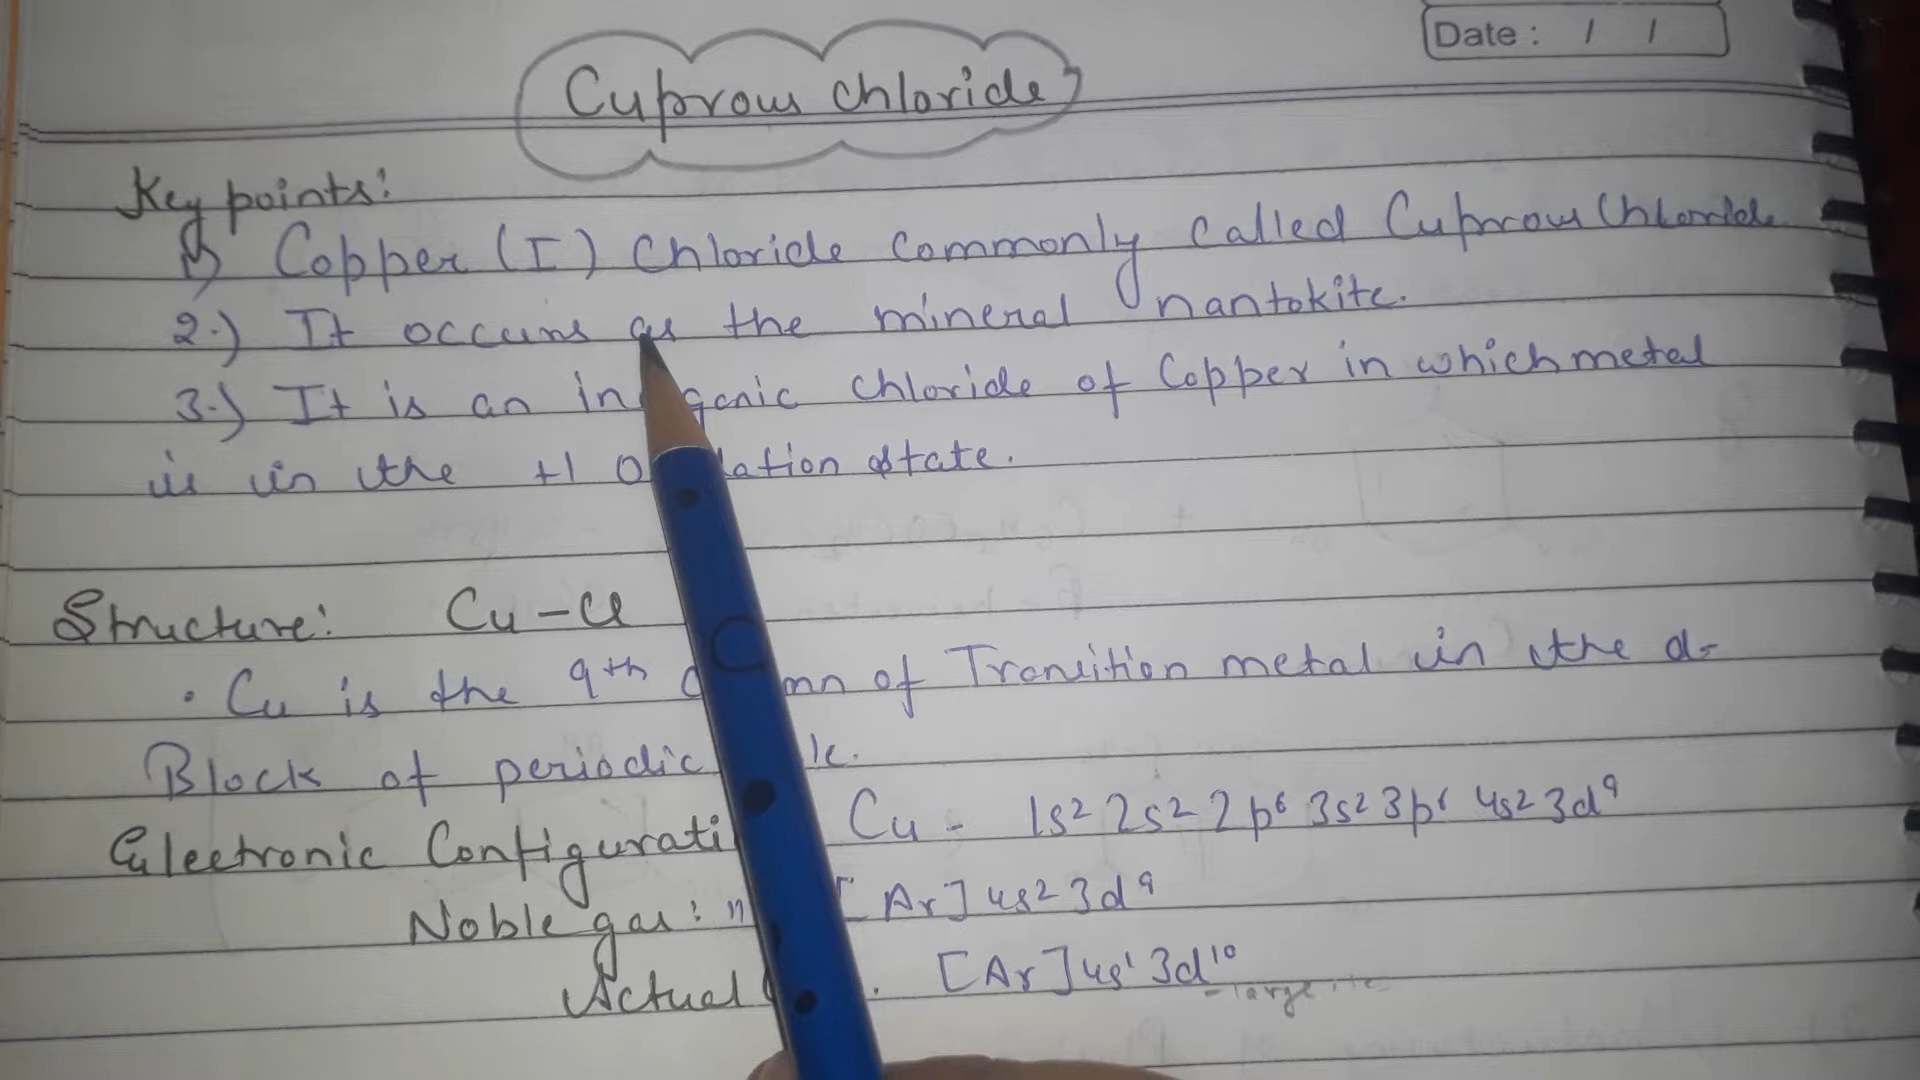 Date : / /
Cuprous Chloride
Key points:
1) Copper (I) Chloride Commonly called Cuprous Chloride
2.) It occurs as the mineral nantokite.
3.) It is an in ganic Chloride of Copper in which metal
is in the +1 O dation state.
Structure: Cu-Cl
. Cu is the 9th mn of Transition metal in the d-
Block of periodic le.
Electronic Configurati Cu - 1s² 2s² 2p⁶ 3s² 3p⁶ 4s² 3d⁹
Noble gas: " [Ar] 4s² 3d⁹
Actual . [Ar] 4s¹ 3d¹⁰